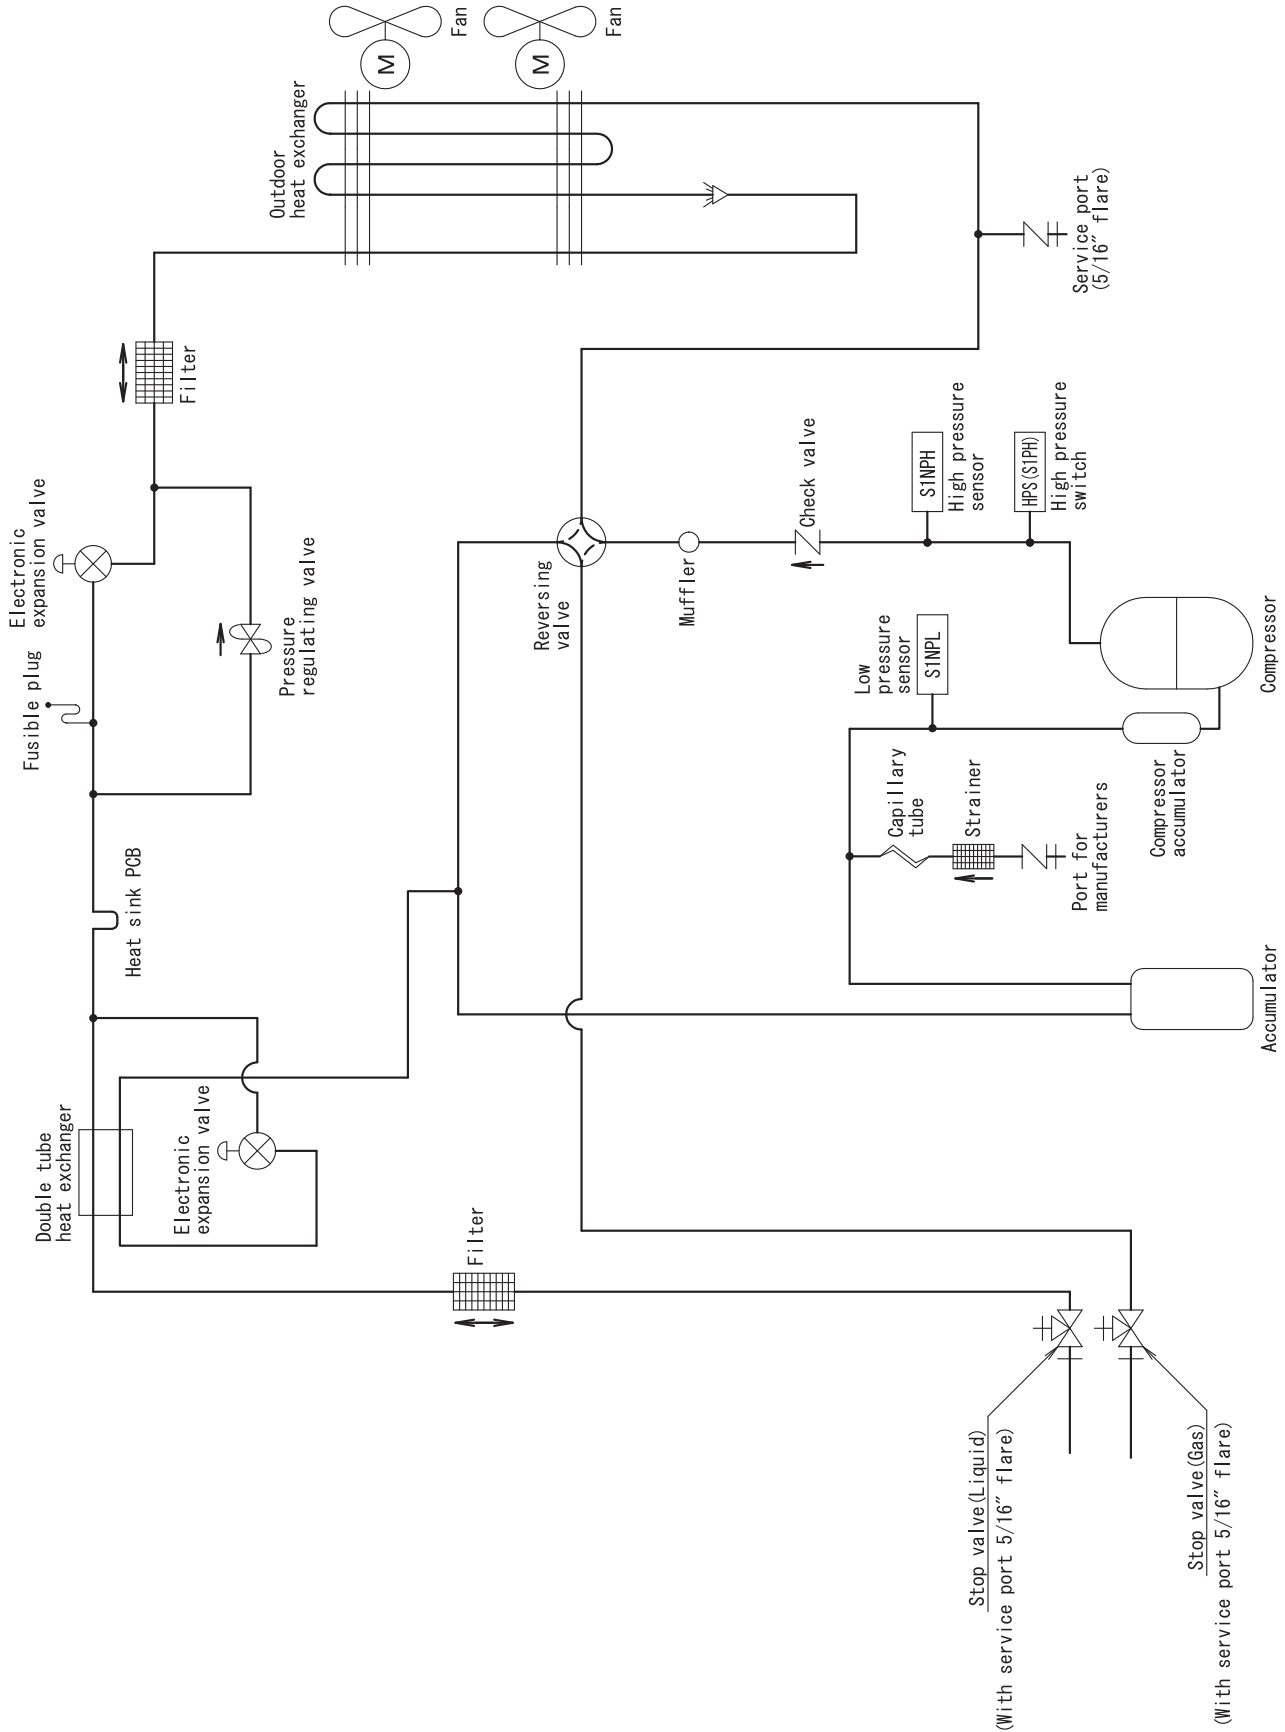 Outdoor
heat exchanger
M
Fan
M
Fan
Filter
Electronic
expansion valve
Fusible plug
Pressure
regulating valve
Heat sink PCB
Double tube
heat exchanger
Electronic
expansion valve
Filter
Reversing
valve
Muffler
Check valve
S1NPH
High pressure
sensor
HPS(S1PH)
High pressure
switch
Service port
(5/16″ flare)
Low
pressure
sensor
S1NPL
Capillary
tube
Strainer
Port for
manufacturers
Compressor
accumulator
Compressor
Accumulator
Stop valve(Liquid)
(With service port 5/16″ flare)
Stop valve(Gas)
(With service port 5/16″ flare)